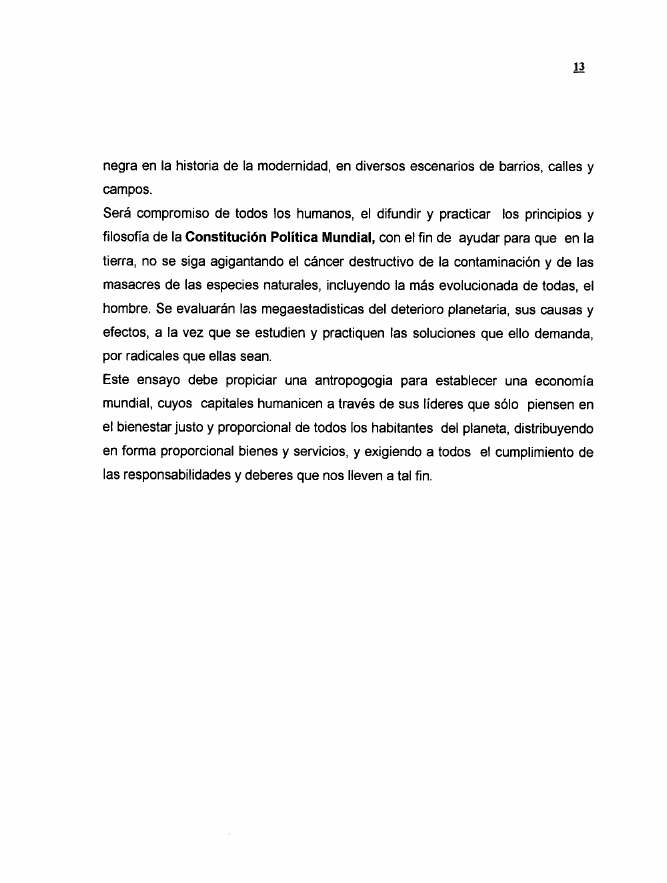 13
negra en la historia de la modernidad, en diversos escenarios de barrios, calles y
campos.
Será compromiso de todos los humanos, el difundir y practicar los principios y
filosofía de la Constitución Política Mundial, con el fin de ayudar para que en la
tierra, no se siga agigantando el cáncer destructivo de la contaminación y de las
masacres de las especies naturales, incluyendo la más evolucionada de todas, el
hombre. Se evaluarán las megaestadisticas del deterioro planetaria, sus causas y
efectos, a la vez que se estudien y practiquen las soluciones que ello demanda,
por radicales que ellas sean.
Este ensayo debe propiciar una antropogogia para establecer una economía
mundial, cuyos capitales humanicen a través de sus líderes que sólo piensen en
el bienestar justo y proporcional de todos los habitantes del planeta, distribuyendo
en forma proporcional bienes y servicios, y exigiendo a todos el cumplimiento de
las responsabilidades y deberes que nos lleven a tal fin.